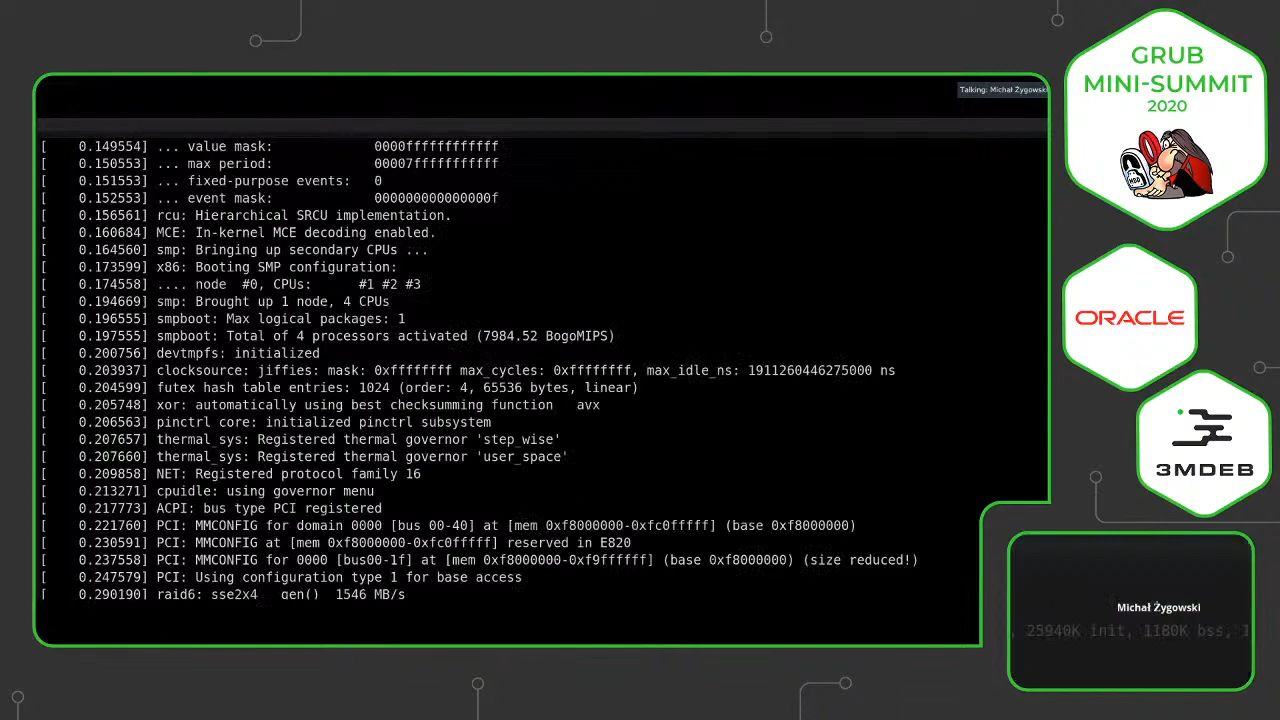 GRUB
MINI-SUMMIT
2020
Talking: Michał Żygowski
[    0.149554] ... value mask:             0000ffffffffffff
[    0.150553] ... max period:             00007fffffffffff
[    0.151553] ... fixed-purpose events:   0
[    0.152553] ... event mask:             000000000000000f
[    0.156561] rcu: Hierarchical SRCU implementation.
[    0.160684] MCE: In-kernel MCE decoding enabled.
[    0.164560] smp: Bringing up secondary CPUs ...
[    0.173599] x86: Booting SMP configuration:
[    0.174558] .... node  #0, CPUs:      #1 #2 #3
[    0.194669] smp: Brought up 1 node, 4 CPUs
[    0.196555] smpboot: Max logical packages: 1
[    0.197555] smpboot: Total of 4 processors activated (7984.52 BogoMIPS)
[    0.200756] devtmpfs: initialized
[    0.203937] clocksource: jiffies: mask: 0xffffffff max_cycles: 0xffffffff, max_idle_ns: 1911260446275000 ns
[    0.204599] futex hash table entries: 1024 (order: 4, 65536 bytes, linear)
[    0.205748] xor: automatically using best checksumming function   avx
[    0.206563] pinctrl core: initialized pinctrl subsystem
[    0.207657] thermal_sys: Registered thermal governor 'step_wise'
[    0.207660] thermal_sys: Registered thermal governor 'user_space'
[    0.209858] NET: Registered protocol family 16
[    0.213271] cpuidle: using governor menu
[    0.217773] ACPI: bus type PCI registered
[    0.221760] PCI: MMCONFIG for domain 0000 [bus 00-40] at [mem 0xf8000000-0xfc0fffff] (base 0xf8000000)
[    0.230591] PCI: MMCONFIG at [mem 0xf8000000-0xfc0fffff] reserved in E820
[    0.237558] PCI: MMCONFIG for 0000 [bus00-1f] at [mem 0xf8000000-0xf9ffffff] (base 0xf8000000) (size reduced!)
[    0.247579] PCI: Using configuration type 1 for base access
[    0.290190] raid6: sse2x4   gen()  1546 MB/s
ORACLE
3MDEB
Michał Żygowski
, 25940K init, 1180K bss, 1